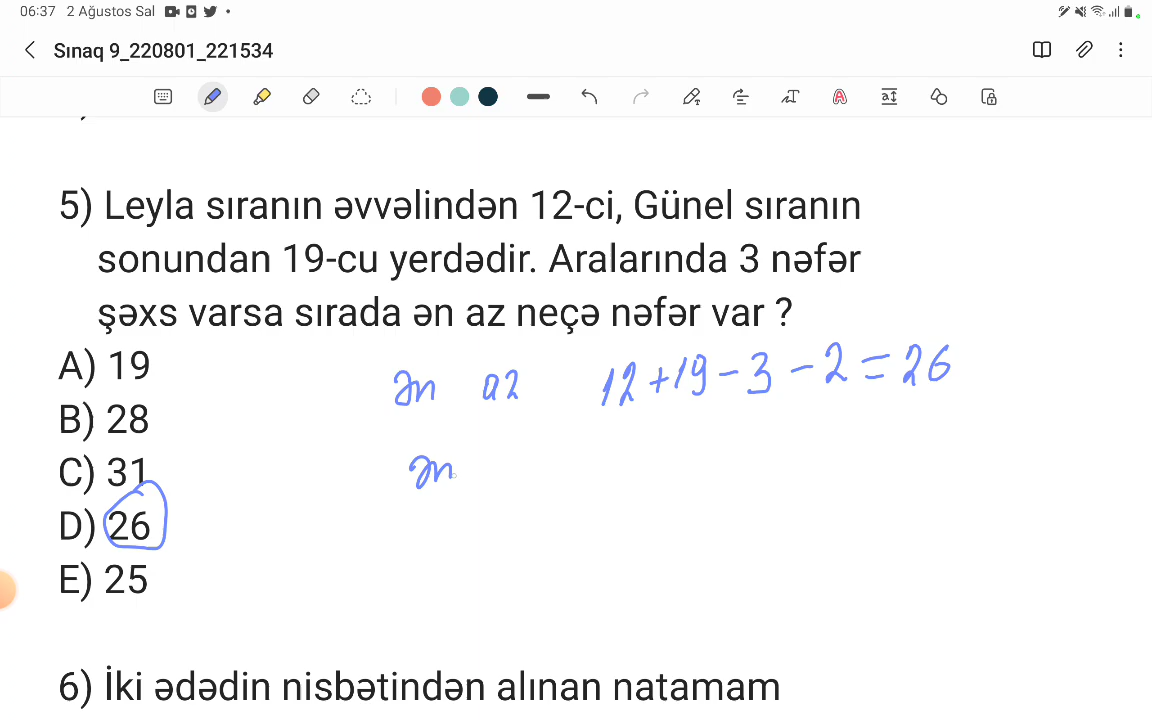 06:37 2 Ağustos Sal
Sınaq 9_220801_221534
5) Leyla sıranın əvvəlindən 12-ci, Günel sıranın
sonundan 19-cu yerdədir. Aralarında 3 nəfər
şəxs varsa sırada ən az neçə nəfər var ?
A) 19
ən az 12+19-3-2=26
B) 28
C) 31
ən
D) 26
E) 25
6) İki ədədin nisbətindən alınan natamam